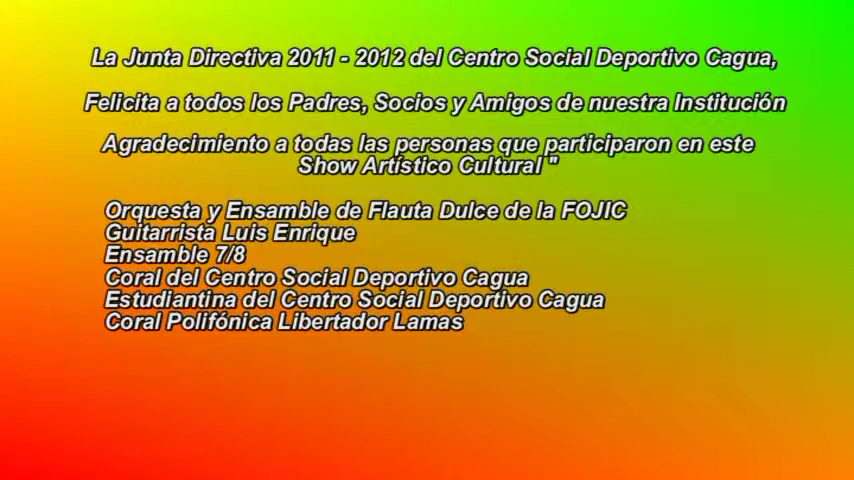 La Junta Directiva 2011 - 2012 del Centro Social Deportivo Cagua,
Felicita a todos los Padres, Socios y Amigos de nuestra Institución
Agradecimiento a todas las personas que participaron en este
Show Artístico Cultural "
Orquesta y Ensamble de Flauta Dulce de la FOJIC
Guitarrista Luis Enrique
Ensamble 7/8
Coral del Centro Social Deportivo Cagua
Estudiantina del Centro Social Deportivo Cagua
Coral Polifónica Libertador Lamas